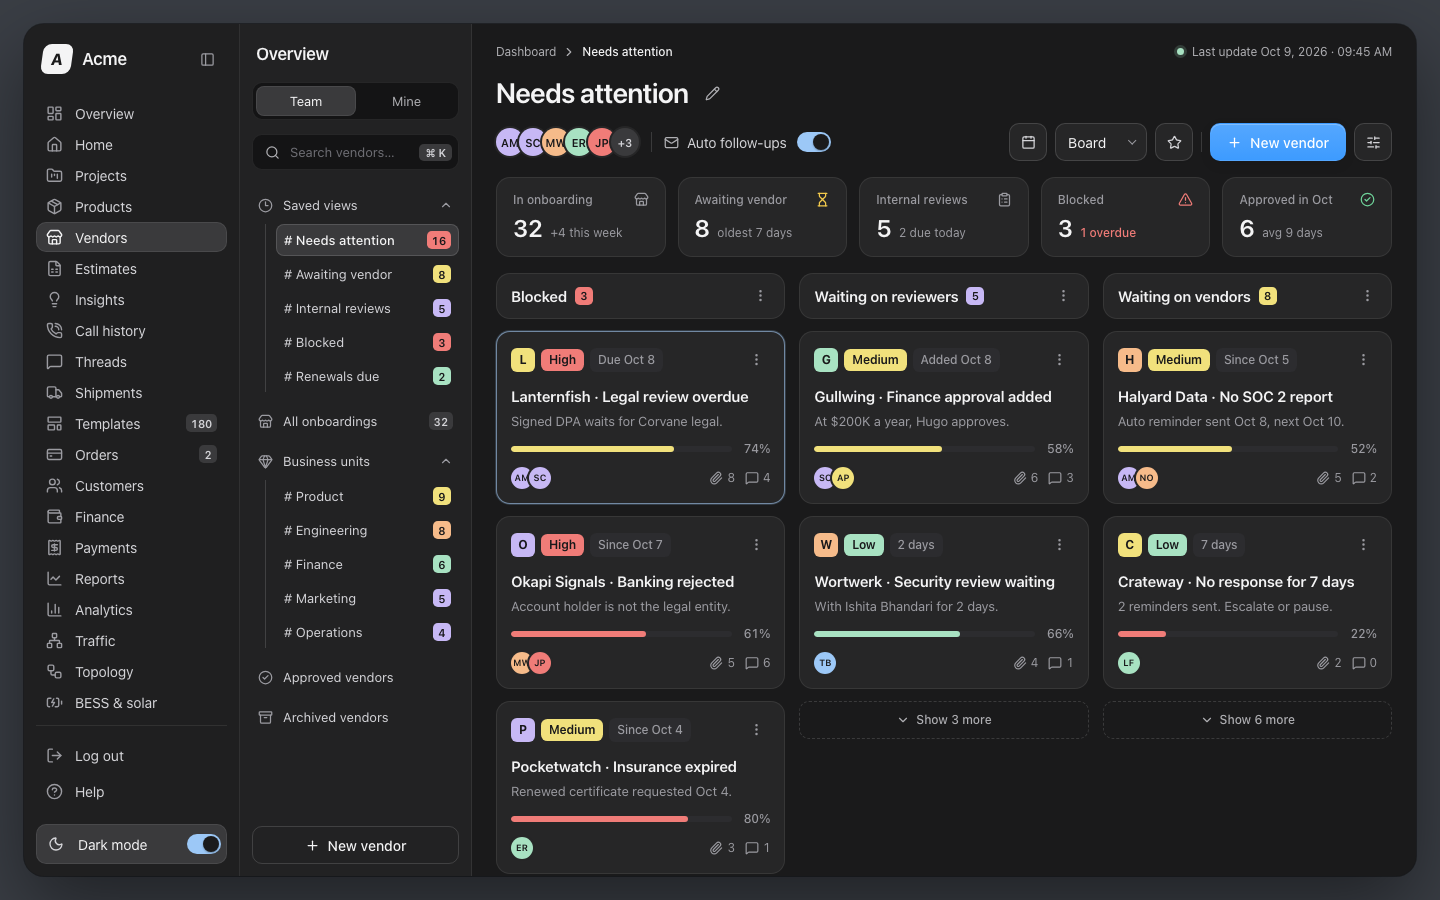 A Acme
Overview
Home
Projects
Products
Vendors
Estimates
Insights
Call history
Threads
Shipments
Templates 180
Orders 2
Customers
Finance
Payments
Reports
Analytics
Traffic
Topology
BESS & solar
Log out
Help
Dark mode
Overview
Team Mine
Search vendors... ⌘ K
Saved views
# Needs attention 16
# Awaiting vendor 8
# Internal reviews 5
# Blocked 3
# Renewals due 2
All onboardings 32
Business units
# Product 9
# Engineering 8
# Finance 6
# Marketing 5
# Operations 4
Approved vendors
Archived vendors
+ New vendor
Dashboard > Needs attention
Last update Oct 9, 2026 · 09:45 AM
Needs attention
AM SC MW ER JP +3 Auto follow-ups
Board
+ New vendor
In onboarding
32 +4 this week
Awaiting vendor
8 oldest 7 days
Internal reviews
5 2 due today
Blocked
3 1 overdue
Approved in Oct
6 avg 9 days
Blocked 3
L High Due Oct 8
Lanternfish · Legal review overdue
Signed DPA waits for Corvane legal.
74%
AM SC 8 4
O High Since Oct 7
Okapi Signals · Banking rejected
Account holder is not the legal entity.
61%
MW JP 5 6
P Medium Since Oct 4
Pocketwatch · Insurance expired
Renewed certificate requested Oct 4.
80%
ER 3 1
Waiting on reviewers 5
G Medium Added Oct 8
Gullwing · Finance approval added
At $200K a year, Hugo approves.
58%
SC AP 6 3
W Low 2 days
Wortwerk · Security review waiting
With Ishita Bhandari for 2 days.
66%
TB 4 1
Show 3 more
Waiting on vendors 8
H Medium Since Oct 5
Halyard Data · No SOC 2 report
Auto reminder sent Oct 8, next Oct 10.
52%
AM NO 5 2
C Low 7 days
Crateway · No response for 7 days
2 reminders sent. Escalate or pause.
22%
LF 2 0
Show 6 more